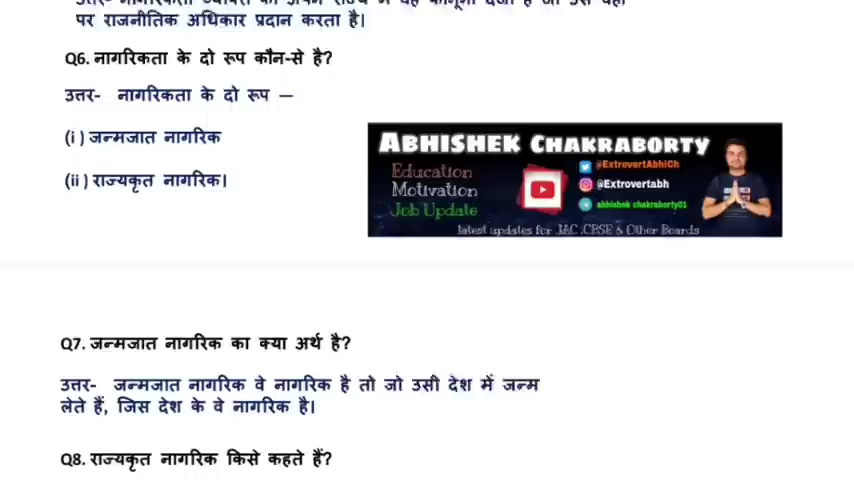 पर राजनीतिक अधिकार प्रदान करता है।
Q6. नागरिकता के दो रूप कौन-से है?
उत्तर- नागरिकता के दो रूप —
(i ) जन्मजात नागरिक
(ii ) राज्यकृत नागरिक।
ABHISHEK CHAKRABORTY
Education
Motivation
Job Update
@ExtrovertAbhiCh
@Extrovertabh
abhishek chakraborty01
latest updates for JAC ,CBSE & Other Boards
Q7. जन्मजात नागरिक का क्या अर्थ है?
उत्तर- जन्मजात नागरिक वे नागरिक है तो जो उसी देश में जन्म
लेते हैं, जिस देश के वे नागरिक है।
Q8. राज्यकृत नागरिक किसे कहते हैं?